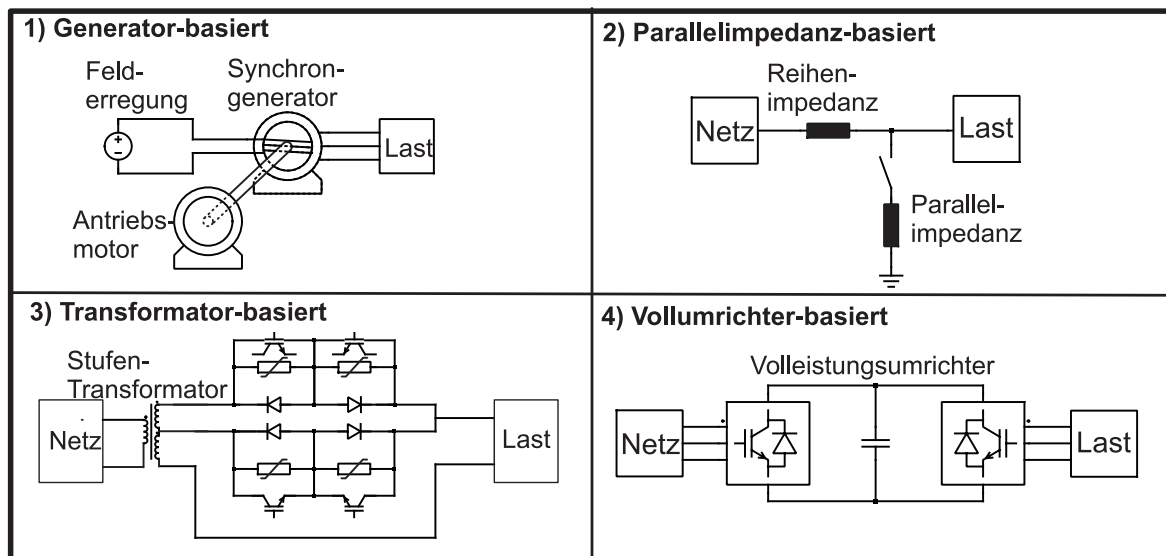 1) Generator-basiert
Feld-
erregung
Synchron-
generator
+
−
Last
Antriebs-
motor
2) Parallelimpedanz-basiert
Reihen-
impedanz
Netz
Last
Parallel-
impedanz
3) Transformator-basiert
Stufen-
Transformator
Netz
Last
4) Vollumrichter-basiert
Volleistungsumrichter
Netz
Last